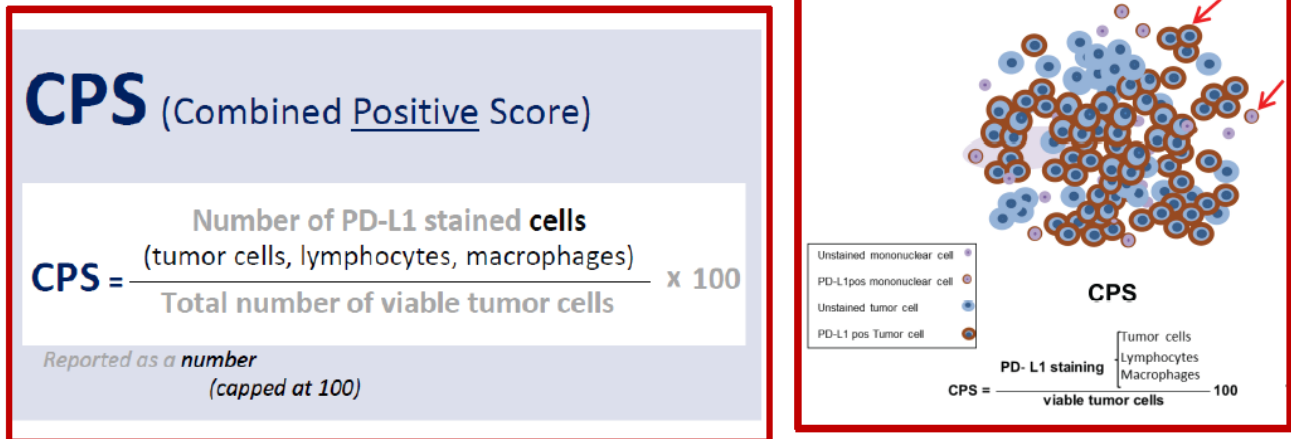 CPS (Combined Positive Score)
Number of PD-L1 stained cells
(tumor cells, lymphocytes, macrophages)
CPS = x 100
Total number of viable tumor cells
Reported as a number
(capped at 100)
Unstained mononuclear cell
PD-L1pos mononuclear cell
Unstained tumor cell
PD-L1 pos Tumor cell
CPS
Tumor cells
PD- L1 staining Lymphocytes
Macrophages
CPS = 100
viable tumor cells